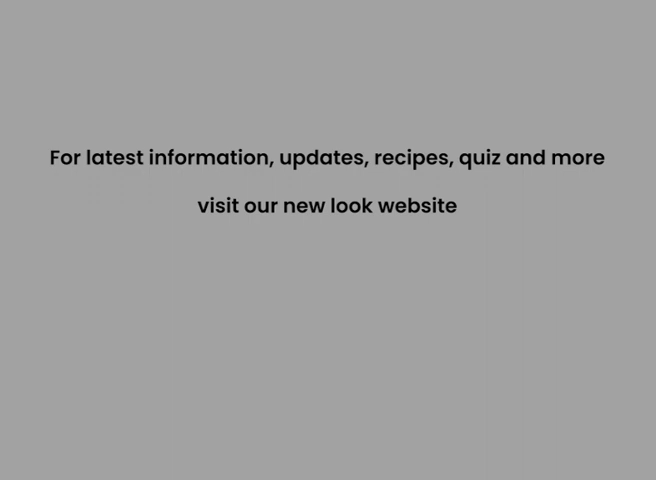 For latest information, updates, recipes, quiz and more
visit our new look website